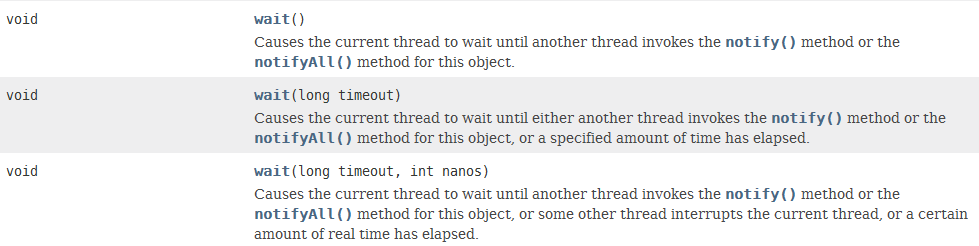 void wait()
Causes the current thread to wait until another thread invokes the notify() method or the
notifyAll() method for this object.
void wait(long timeout)
Causes the current thread to wait until either another thread invokes the notify() method or the
notifyAll() method for this object, or a specified amount of time has elapsed.
void wait(long timeout, int nanos)
Causes the current thread to wait until another thread invokes the notify() method or the
notifyAll() method for this object, or some other thread interrupts the current thread, or a certain
amount of real time has elapsed.